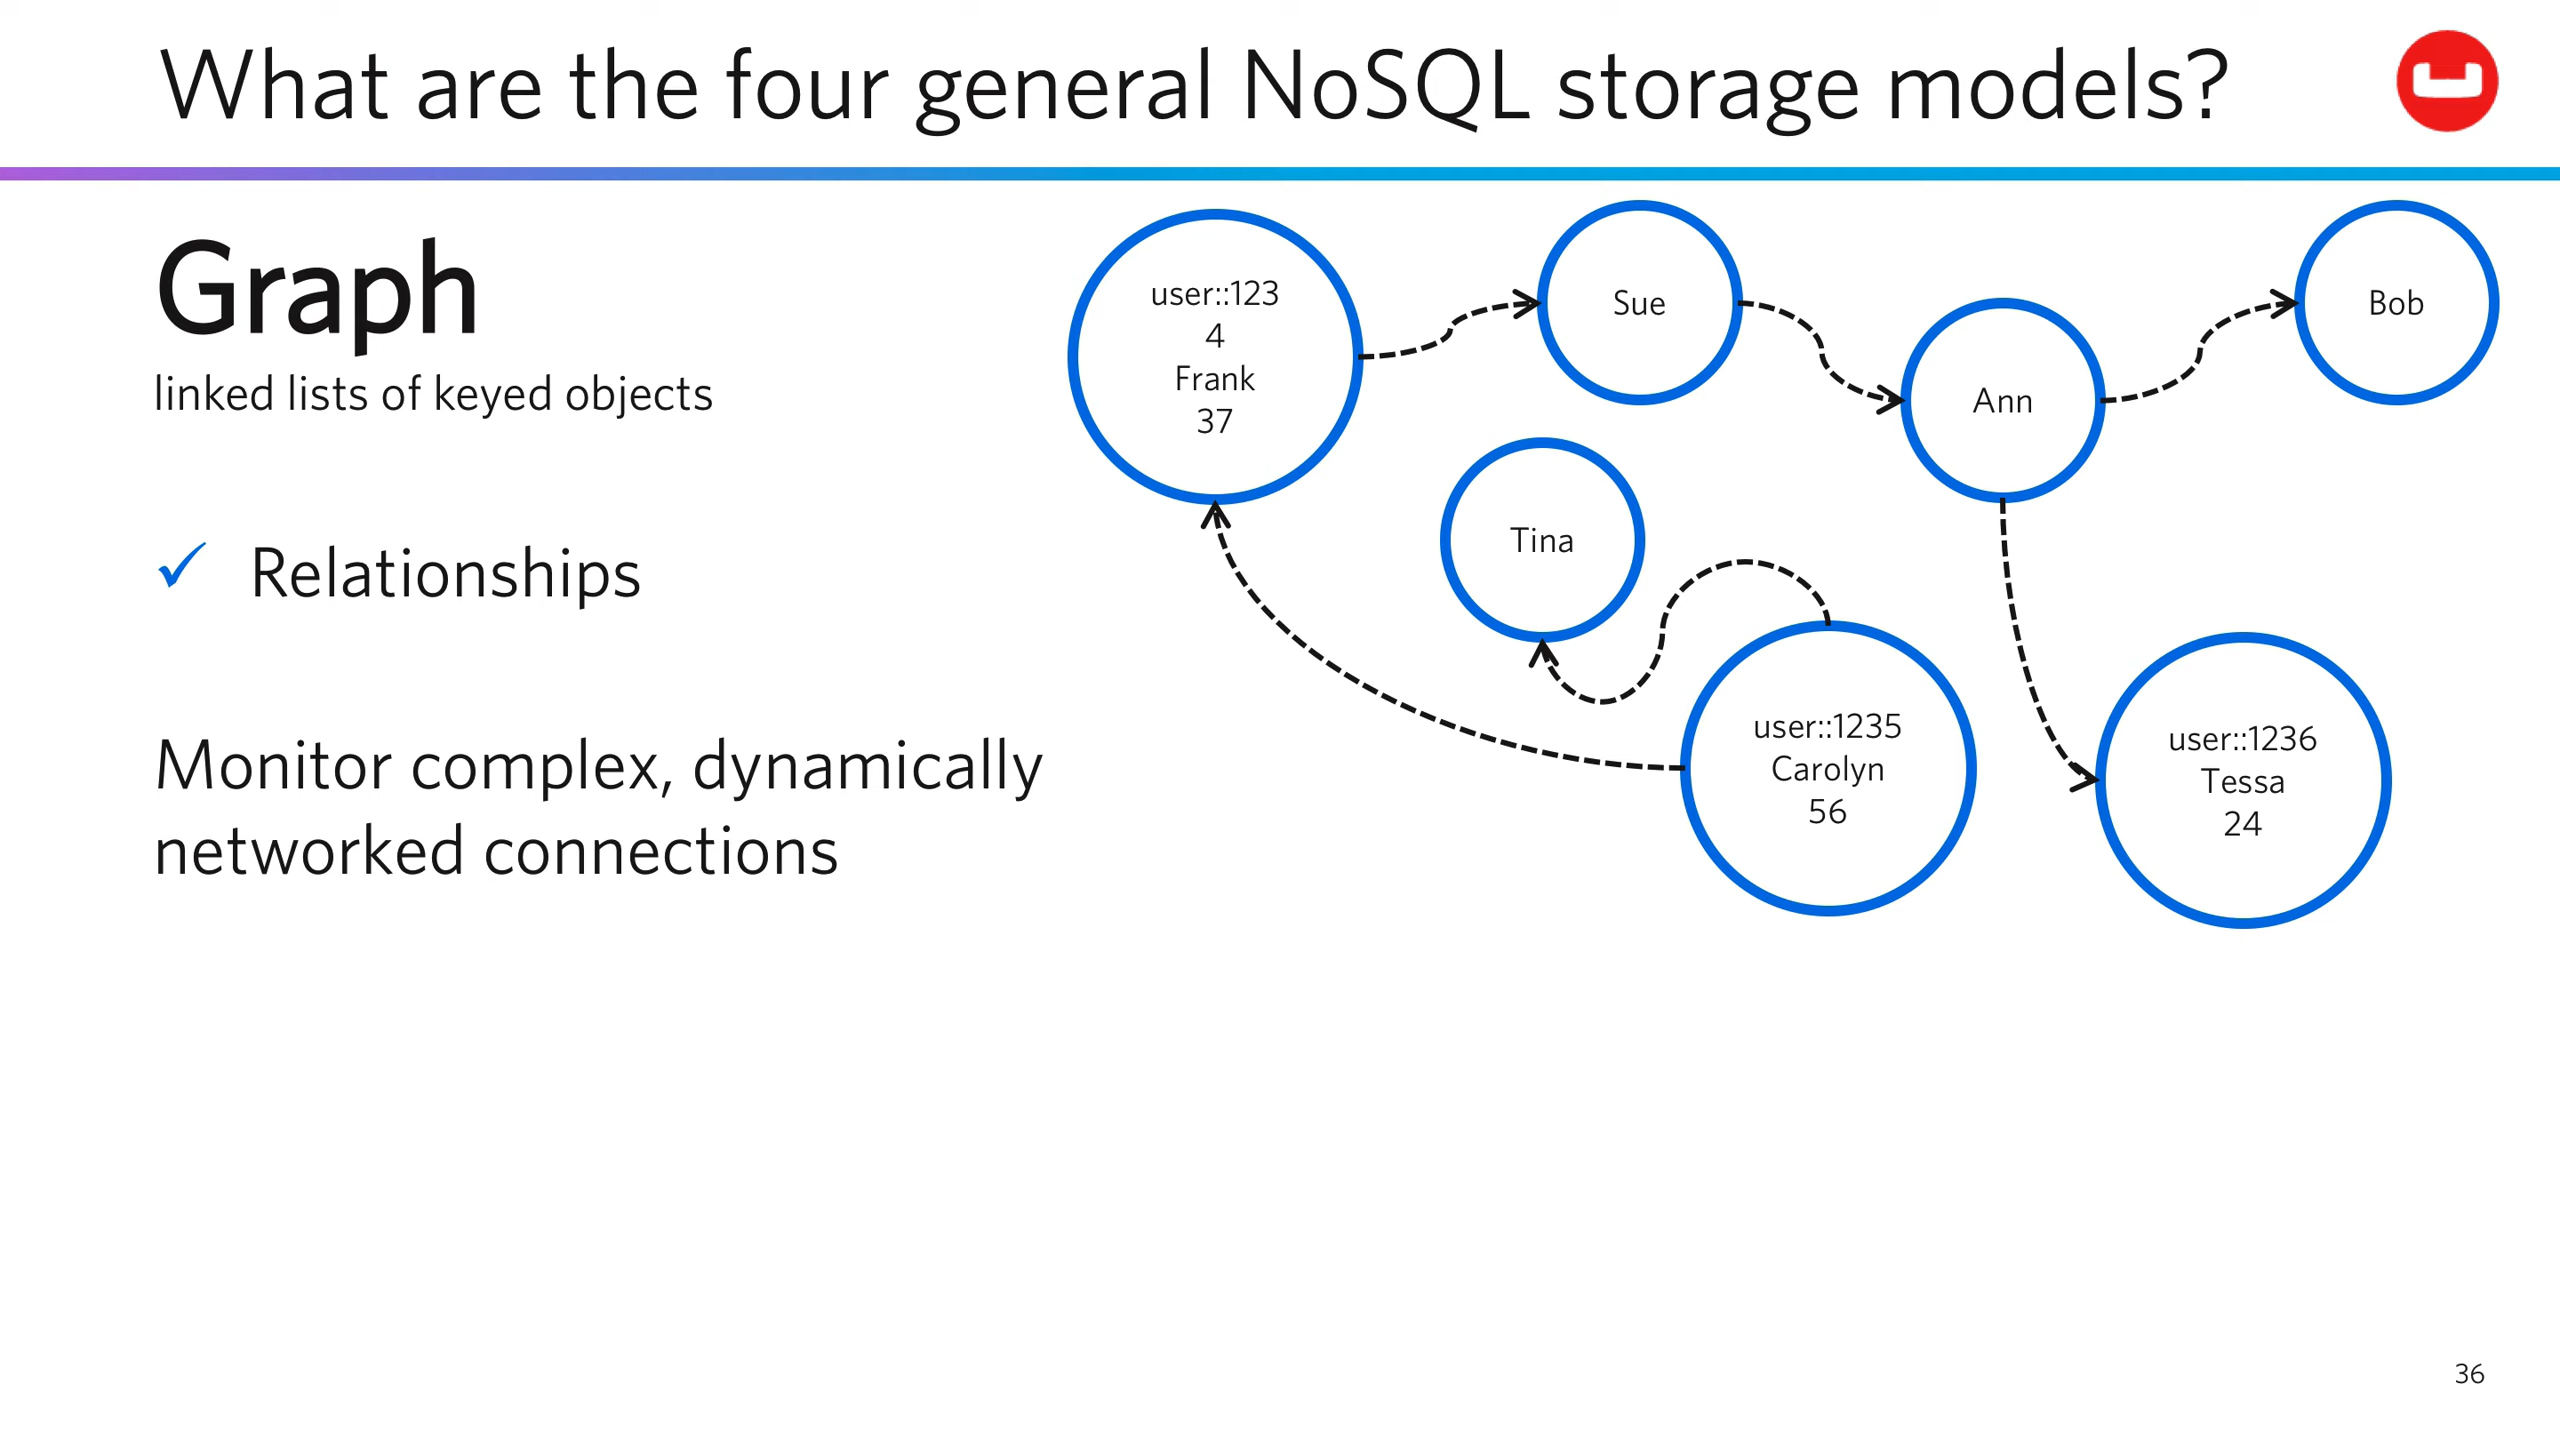 What are the four general NoSQL storage models?
Graph
linked lists of keyed objects
Relationships
Monitor complex, dynamically
networked connections
user::123
4
Frank
37
Sue
Ann
Bob
Tina
user::1235
Carolyn
56
user::1236
Tessa
24
36